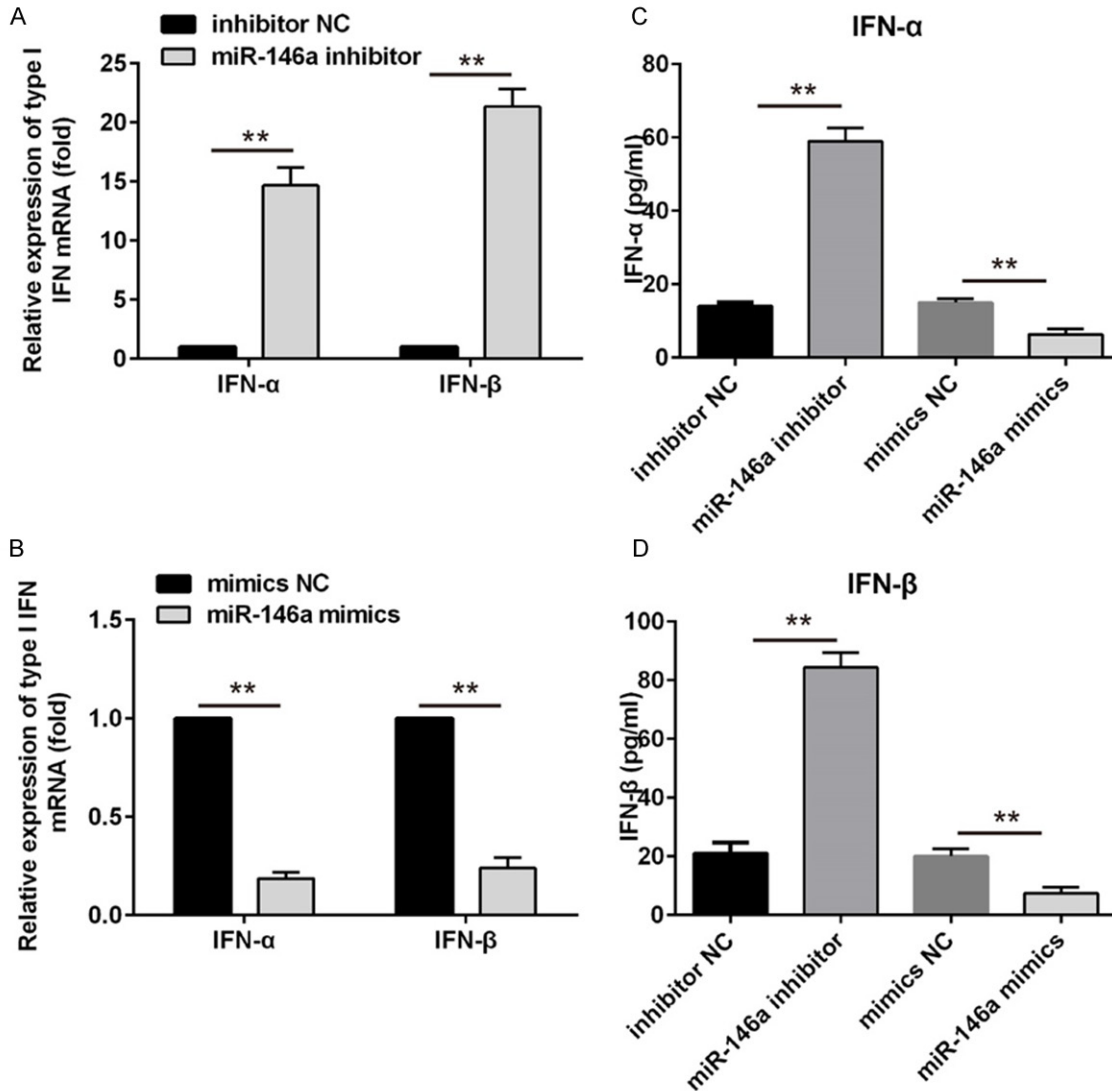 A
inhibitor NC
miR-146a inhibitor
Relative expression of type I
IFN mRNA (fold)
25
20
15
10
5
0
**
**
IFN-α
IFN-β
C
IFN-α
IFN-α (pg/ml)
80
60
40
20
0
**
**
inhibitor NC
miR-146a inhibitor
mimics NC
miR-146a mimics
B
mimics NC
miR-146a mimics
Relative expression of type I IFN
mRNA (fold)
1.5
1.0
0.5
0.0
**
**
IFN-α
IFN-β
D
IFN-β
IFN-β (pg/ml)
100
80
60
40
20
0
**
**
inhibitor NC
miR-146a inhibitor
mimics NC
miR-146a mimics